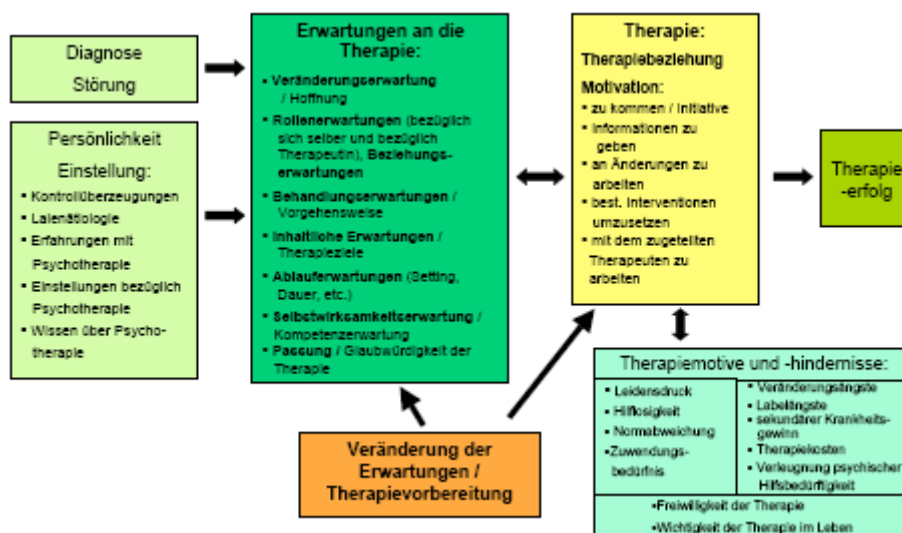 Diagnose
Störung
Persönlichkeit
Einstellung:
▪ Kontrollüberzeugungen
▪ Laienätiologie
▪ Erfahrungen mit
Psychotherapie
▪ Einstellungen bezüglich
Psychotherapie
▪ Wissen über Psycho-
therapie
Erwartungen an die
Therapie:
▪ Veränderungserwartung
/ Hoffnung
▪ Rollenerwartungen (bezüglich
sich selber und bezüglich
Therapeutin), Beziehungs-
erwartungen
▪ Behandlungserwartungen /
Vorgehensweise
▪ Inhaltliche Erwartungen /
Therapieziele
▪ Ablauferwartungen (Setting,
Dauer, etc.)
▪ Selbstwirksamkeitserwartung /
Kompetenzerwartung
▪ Passung / Glaubwürdigkeit der
Therapie
Therapie:
Therapiebeziehung
Motivation:
▪ zu kommen / Initiative
▪ Informationen zu
geben
▪ an Änderungen zu
arbeiten
▪ best. Interventionen
umzusetzen
▪ mit dem zugeteilten
Therapeuten zu
arbeiten
Therapie
-erfolg
Veränderung der
Erwartungen /
Therapievorbereitung
Therapiemotive und -hindernisse:
▪ Leidensdruck
▪ Hilflosigkeit
▪ Normabweichung
▪Zuwendungs-
bedürfnis
▪ Veränderungsängste
▪ Labelängste
▪ sekundärer Krankheits-
gewinn
▪ Therapiekosten
▪ Verleugnung psychischer
Hilfsbedürftigkeit
▪Freiwilligkeit der Therapie
▪Wichtigkeit der Therapie im Leben